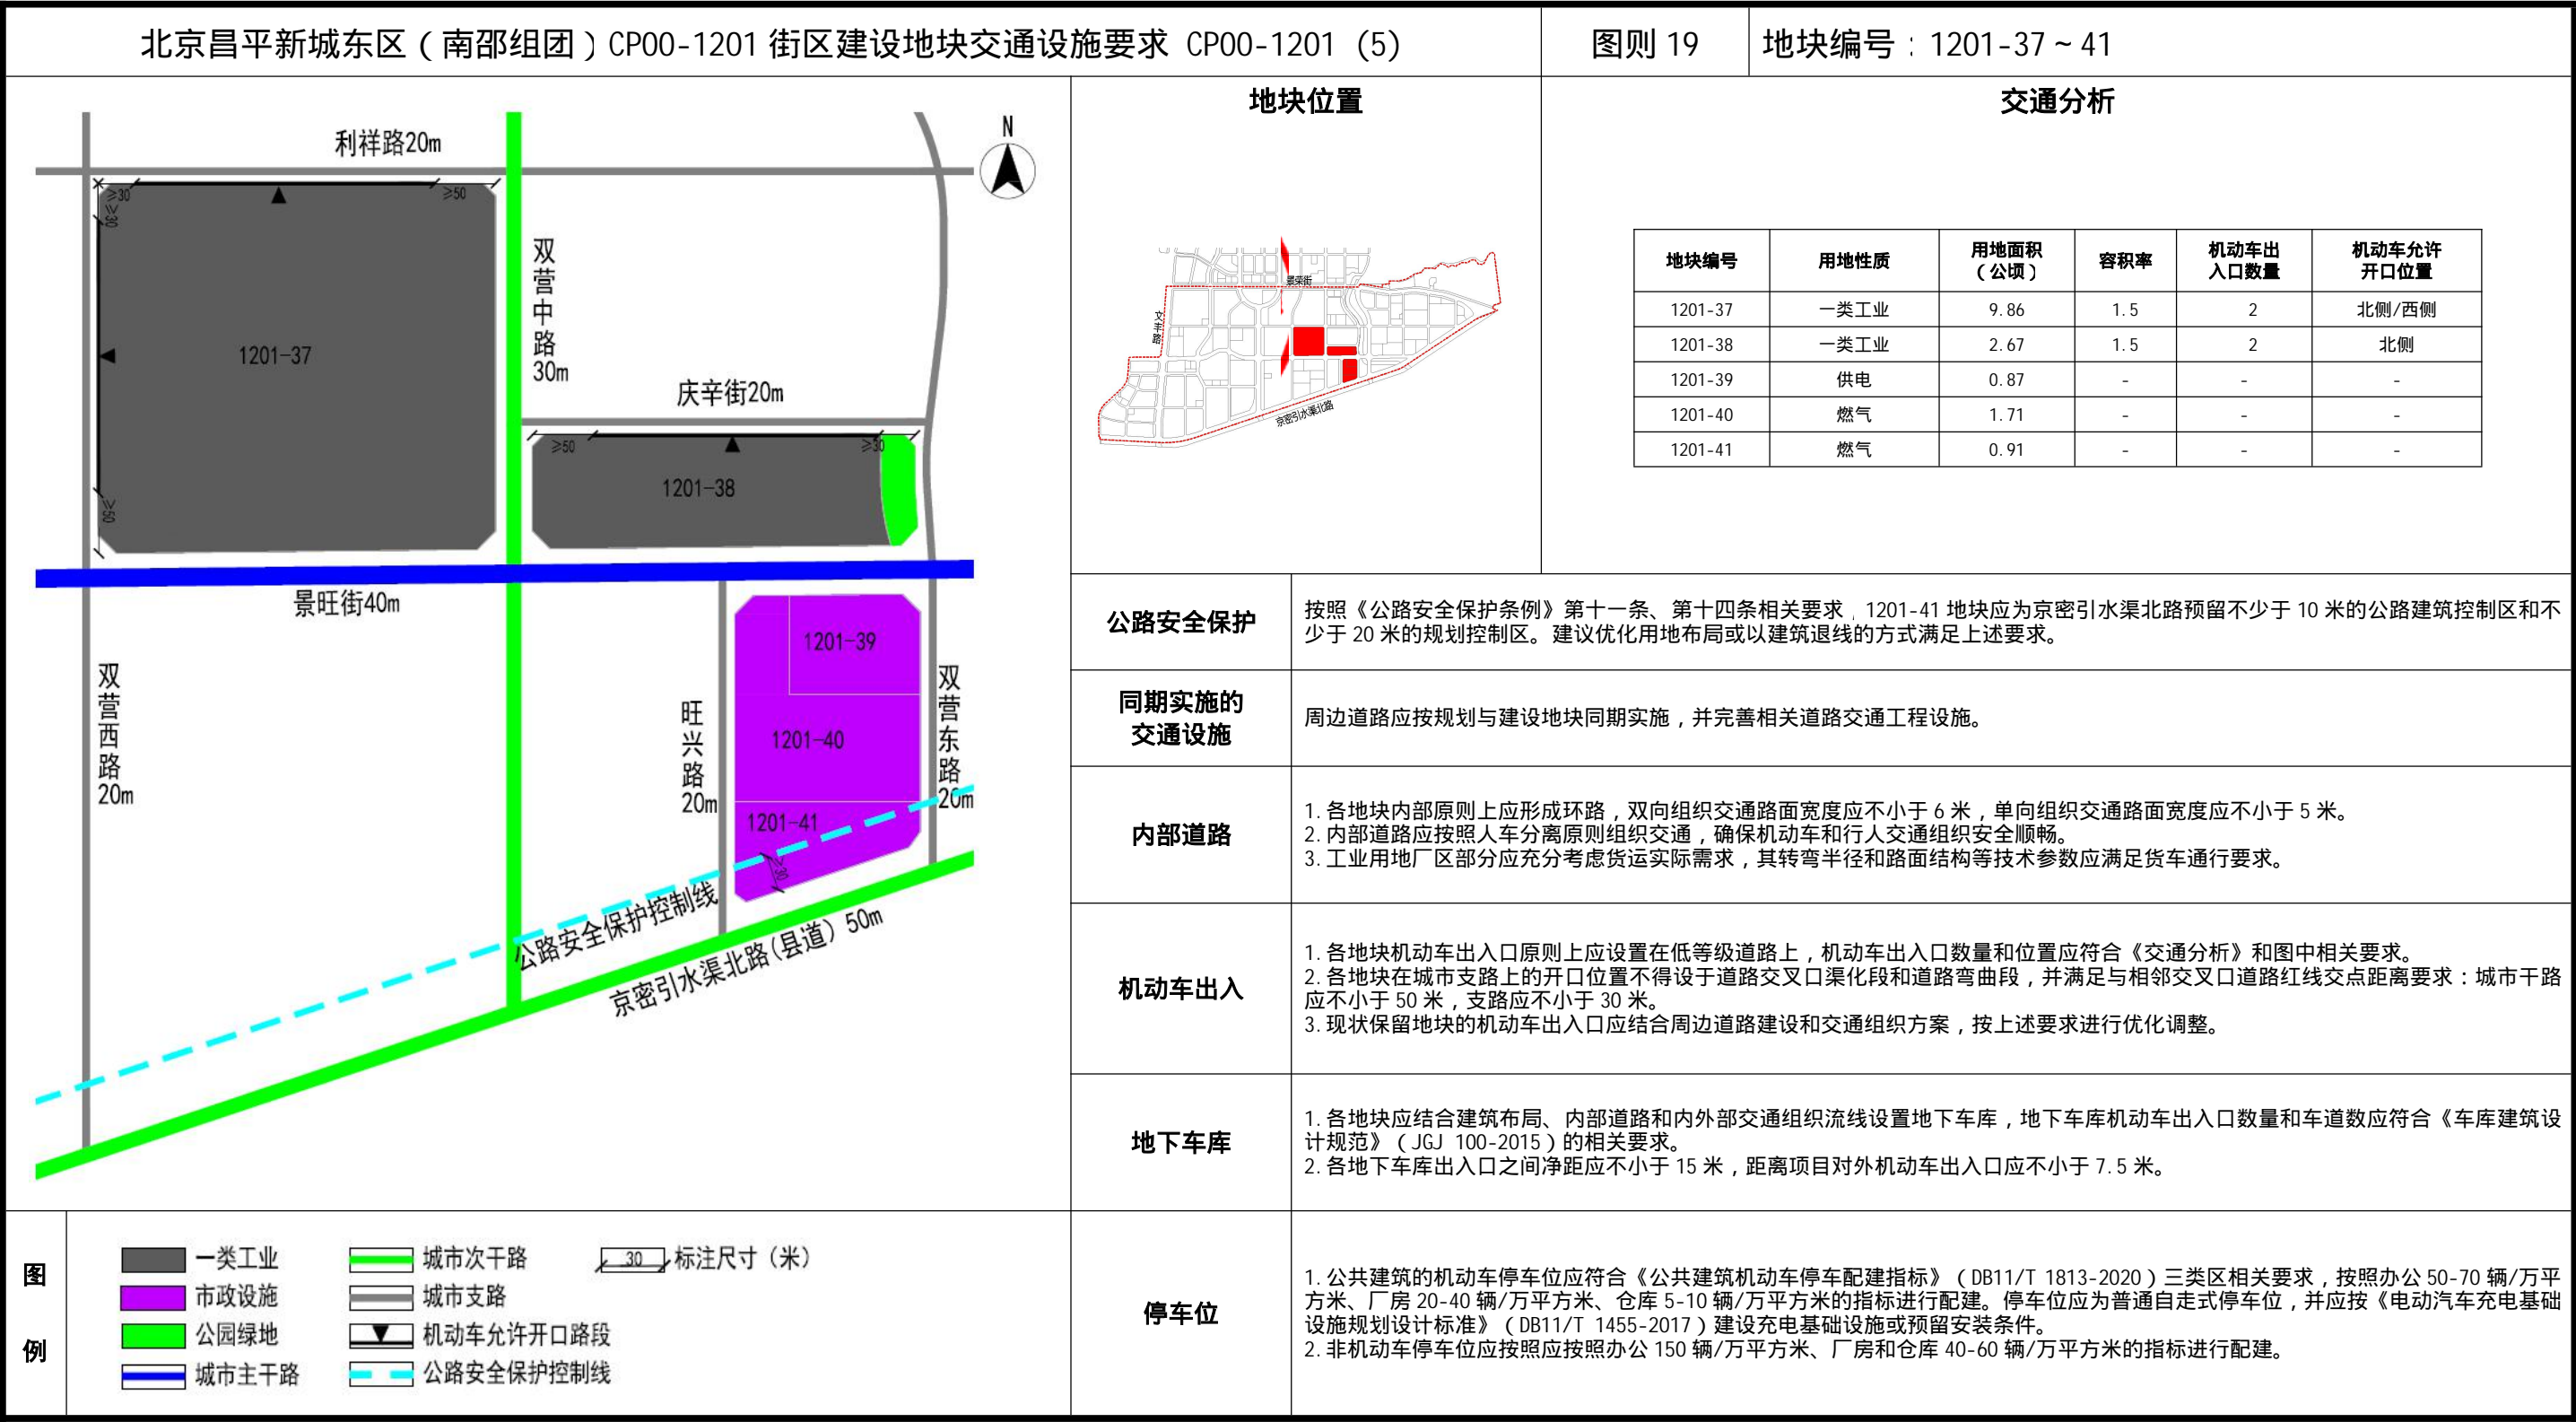 北京昌平新城东区（南邵组团）CP00-1201 街区建设地块交通设施要求 CP00-1201 (5)
图则 19
地块编号：1201-37~41
利祥路20m
N
≥30
≥50
≥30
双营中路30m
1201-37
庆辛街20m
≥50
≥50
≥30
1201-38
景旺街40m
1201-39
双营西路20m
旺兴路20m
1201-40
双营东路20m
1201-41
≥30
公路安全保护控制线
京密引水渠北路(县道) 50m
地块位置
景荣街
文丰路
京密引水渠北路
交通分析
地块编号 用地性质 用地面积（公顷） 容积率 机动车出入口数量 机动车允许开口位置
1201-37 一类工业 9.86 1.5 2 北侧/西侧
1201-38 一类工业 2.67 1.5 2 北侧
1201-39 供电 0.87 - - -
1201-40 燃气 1.71 - - -
1201-41 燃气 0.91 - - -
公路安全保护
按照《公路安全保护条例》第十一条、第十四条相关要求，1201-41 地块应为京密引水渠北路预留不少于 10 米的公路建筑控制区和不
少于 20 米的规划控制区。建议优化用地布局或以建筑退线的方式满足上述要求。
同期实施的
交通设施
周边道路应按规划与建设地块同期实施，并完善相关道路交通工程设施。
内部道路
1.各地块内部原则上应形成环路，双向组织交通路面宽度应不小于 6 米，单向组织交通路面宽度应不小于 5 米。
2.内部道路应按照人车分离原则组织交通，确保机动车和行人交通组织安全顺畅。
3.工业用地厂区部分应充分考虑货运实际需求，其转弯半径和路面结构等技术参数应满足货车通行要求。
机动车出入
1.各地块机动车出入口原则上应设置在低等级道路上，机动车出入口数量和位置应符合《交通分析》和图中相关要求。
2.各地块在城市支路上的开口位置不得设于道路交叉口渠化段和道路弯曲段，并满足与相邻交叉口道路红线交点距离要求：城市干路
应不小于 50 米，支路应不小于 30 米。
3.现状保留地块的机动车出入口应结合周边道路建设和交通组织方案，按上述要求进行优化调整。
地下车库
1.各地块应结合建筑布局、内部道路和内外部交通组织流线设置地下车库，地下车库机动车出入口数量和车道数应符合《车库建筑设
计规范》（JGJ 100-2015）的相关要求。
2.各地下车库出入口之间净距应不小于 15 米，距离项目对外机动车出入口应不小于 7.5 米。
停车位
1.公共建筑的机动车停车位应符合《公共建筑机动车停车配建指标》（DB11/T 1813-2020）三类区相关要求，按照办公 50-70 辆/万平
方米、厂房 20-40 辆/万平方米、仓库 5-10 辆/万平方米的指标进行配建。停车位应为普通自走式停车位，并应按《电动汽车充电基础
设施规划设计标准》（DB11/T 1455-2017）建设充电基础设施或预留安装条件。
2.非机动车停车位应按照应按照办公 150 辆/万平方米、厂房和仓库 40-60 辆/万平方米的指标进行配建。
图例
一类工业
市政设施
公园绿地
城市主干路
城市次干路
城市支路
机动车允许开口路段
公路安全保护控制线
30 标注尺寸（米）